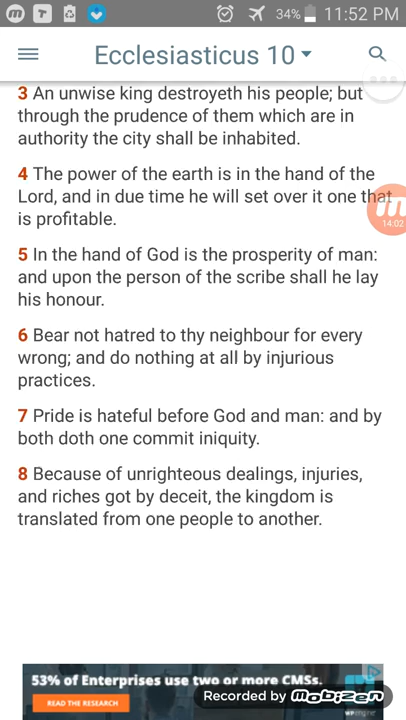 34% 11:52 PM
Ecclesiasticus 10
3 An unwise king destroyeth his people; but
through the prudence of them which are in
authority the city shall be inhabited.
4 The power of the earth is in the hand of the
Lord, and in due time he will set over it one that
is profitable.
14:02
5 In the hand of God is the prosperity of man:
and upon the person of the scribe shall he lay
his honour.
6 Bear not hatred to thy neighbour for every
wrong; and do nothing at all by injurious
practices.
7 Pride is hateful before God and man: and by
both doth one commit iniquity.
8 Because of unrighteous dealings, injuries,
and riches got by deceit, the kingdom is
translated from one people to another.
53% of Enterprises use two or more CMSs.
READ THE RESEARCH
Recorded by Mobizen
wpengine